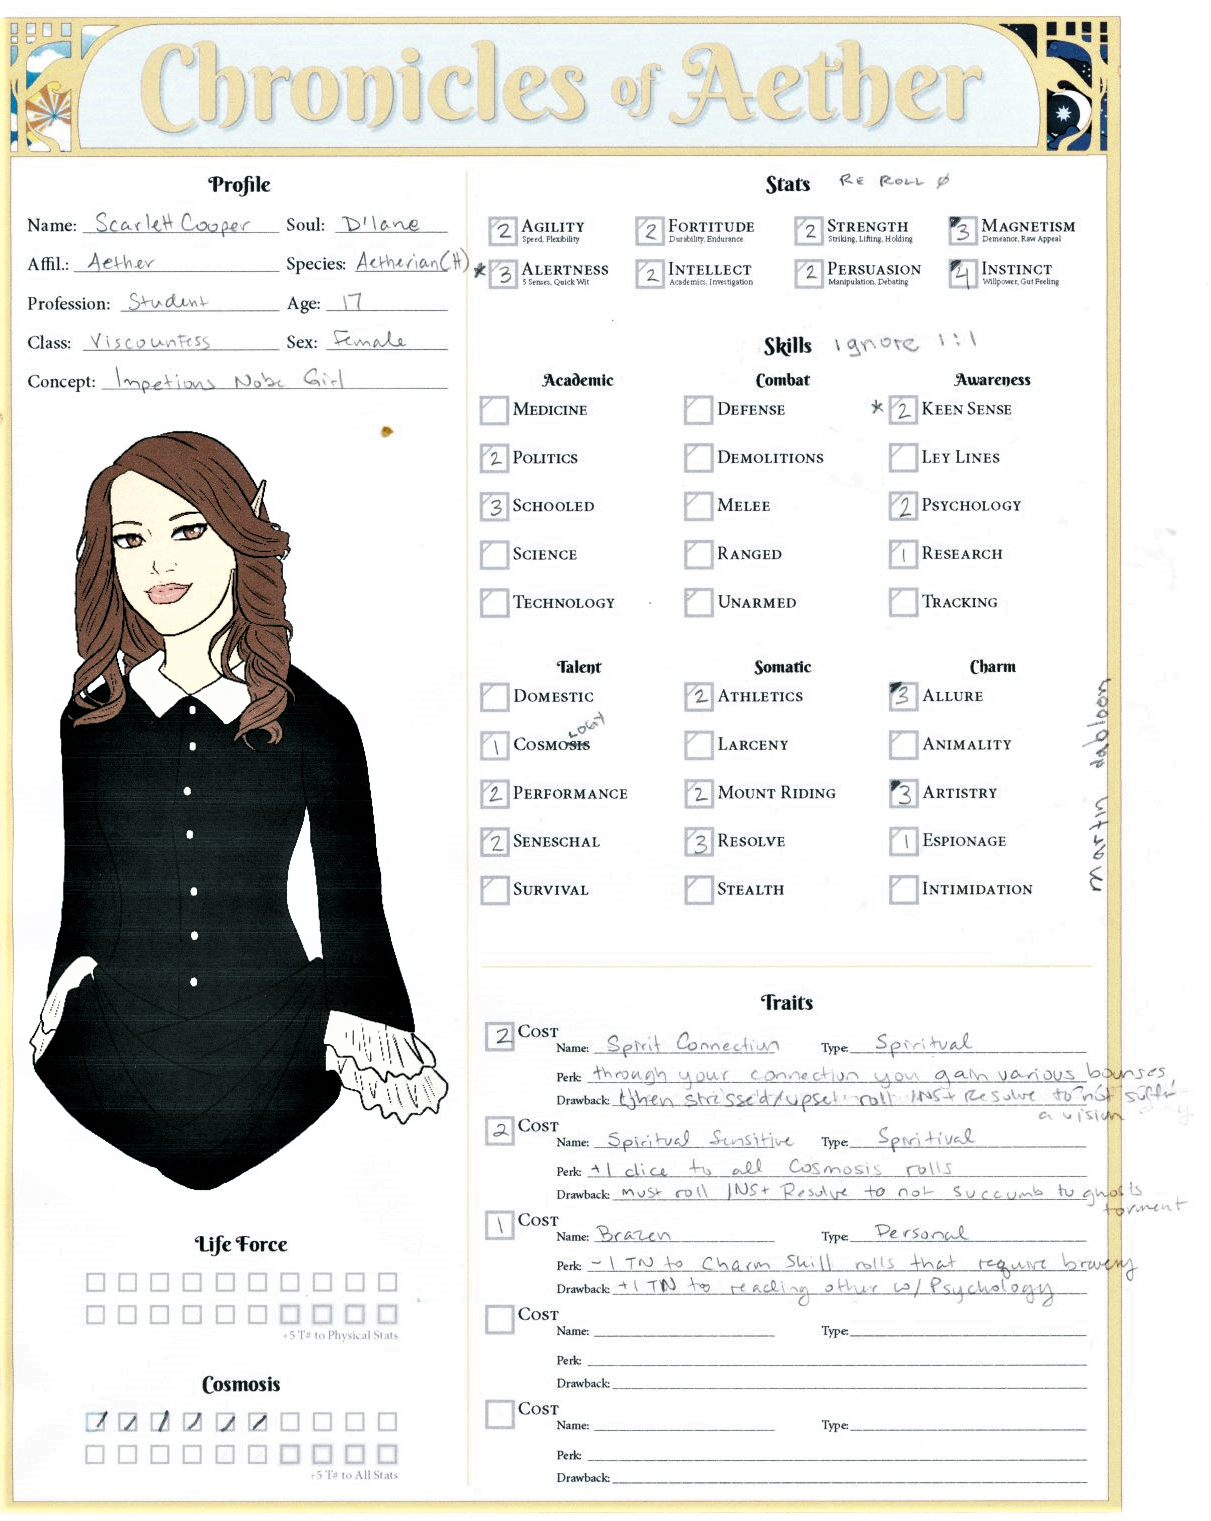 Chronicles of Aether
Profile
Name: Scarlett Cooper Soul: D'lane
Affil.: Aether Species: Aetherian(H)
Profession: Student Age: 17
Class: Viscountess Sex: Female
Concept: Impetious Noble Girl
Life Force
+5 T# to Physical Stats
Cosmosis
+5 T# to All Stats
Stats RE ROLL Ø
2 AGILITY
Speed, Flexibility
2 FORTITUDE
Durability, Endurance
2 STRENGTH
Striking, Lifting, Holding
3 MAGNETISM
Demeanor, Raw Appeal
* 3 ALERTNESS
5 Senses, Quick Wit
2 INTELLECT
Academics, Investigation
2 PERSUASION
Manipulation, Debating
4 INSTINCT
Willpower, Gut Feeling
Skills ignore 1:1
Academic
MEDICINE
2 POLITICS
3 SCHOOLED
SCIENCE
TECHNOLOGY
Combat
DEFENSE
DEMOLITIONS
MELEE
RANGED
UNARMED
Awareness
* 2 KEEN SENSE
LEY LINES
2 PSYCHOLOGY
1 RESEARCH
TRACKING
Talent
DOMESTIC
1 COSMOSIS LOGY
2 PERFORMANCE
2 SENESCHAL
SURVIVAL
Somatic
2 ATHLETICS
LARCENY
2 MOUNT RIDING
3 RESOLVE
STEALTH
Charm
3 ALLURE
ANIMALITY
3 ARTISTRY
1 ESPIONAGE
INTIMIDATION
martin dabloon
Traits
2 COST
Name: Spirit Connection Type: Spiritual
Perk: through your connection you gain various bounses
Drawback: When strissed/upset roll INS+ Resolve to not suffer
a vision
2 COST
Name: Spiritual Sensitive Type: Spiritival
Perk: +1 dice to all Cosmosis rolls
Drawback: must roll INS+ Resolve to not succumb to ghosts
torment
1 COST
Name: Brazen Type: Personal
Perk: -1 TN to Charm Skill rolls that require bravery
Drawback: +1 TN to reading other w/ Psychology
COST
Name: Type:
Perk:
Drawback:
COST
Name: Type:
Perk:
Drawback: